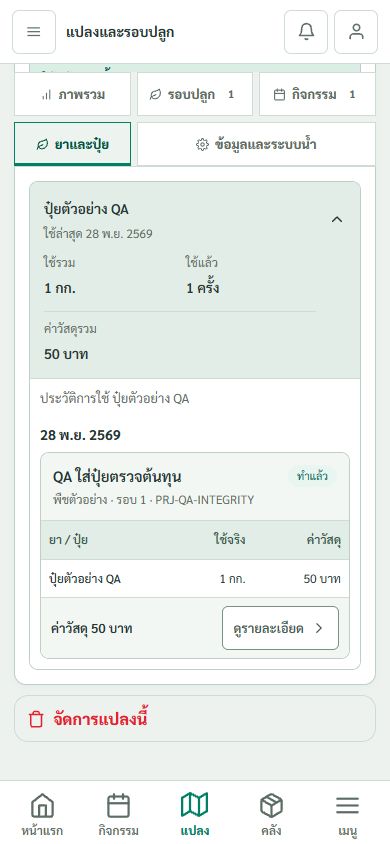 แปลงและรอบปลูก
ภาพรวม
รอบปลูก 1
กิจกรรม 1
ยาและปุ๋ย
ข้อมูลและระบบน้ำ
ปุ๋ยตัวอย่าง QA
ใช้ล่าสุด 28 พ.ย. 2569
ใช้รวม ใช้แล้ว
1 กก. 1 ครั้ง
ค่าวัสดุรวม
50 บาท
ประวัติการใช้ ปุ๋ยตัวอย่าง QA
28 พ.ย. 2569
QA ใส่ปุ๋ยตรวจต้นทุน ทำแล้ว
พืชตัวอย่าง · รอบ 1 · PRJ-QA-INTEGRITY
ยา / ปุ๋ย ใช้จริง ค่าวัสดุ
ปุ๋ยตัวอย่าง QA 1 กก. 50 บาท
ค่าวัสดุ 50 บาท ดูรายละเอียด
จัดการแปลงนี้
หน้าแรก กิจกรรม แปลง คลัง เมนู